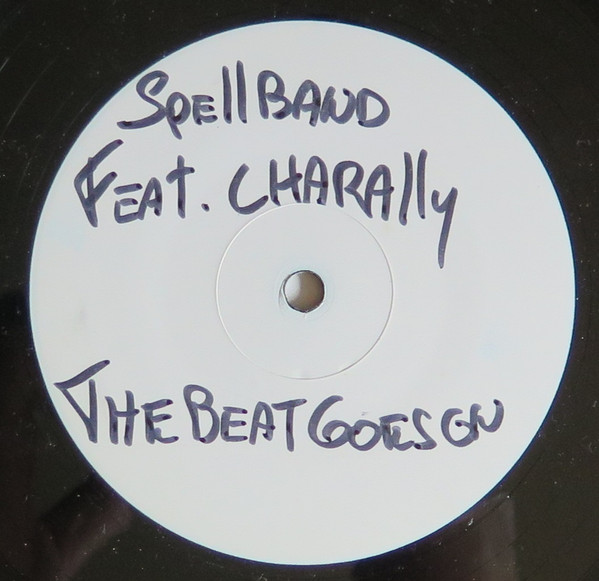 SpellBAND
FEAT. CHARAlly
THE BEAT GOES ON